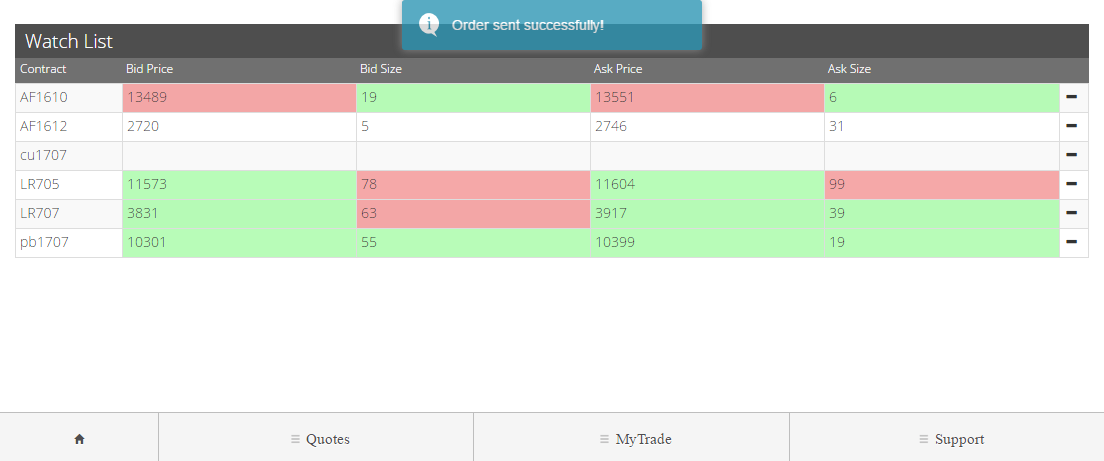 Order sent successfully!
Watch List
Contract Bid Price Bid Size Ask Price Ask Size
AF1610 13489 19 13551 6
AF1612 2720 5 2746 31
cu1707
LR705 11573 78 11604 99
LR707 3831 63 3917 39
pb1707 10301 55 10399 19
Quotes MyTrade Support